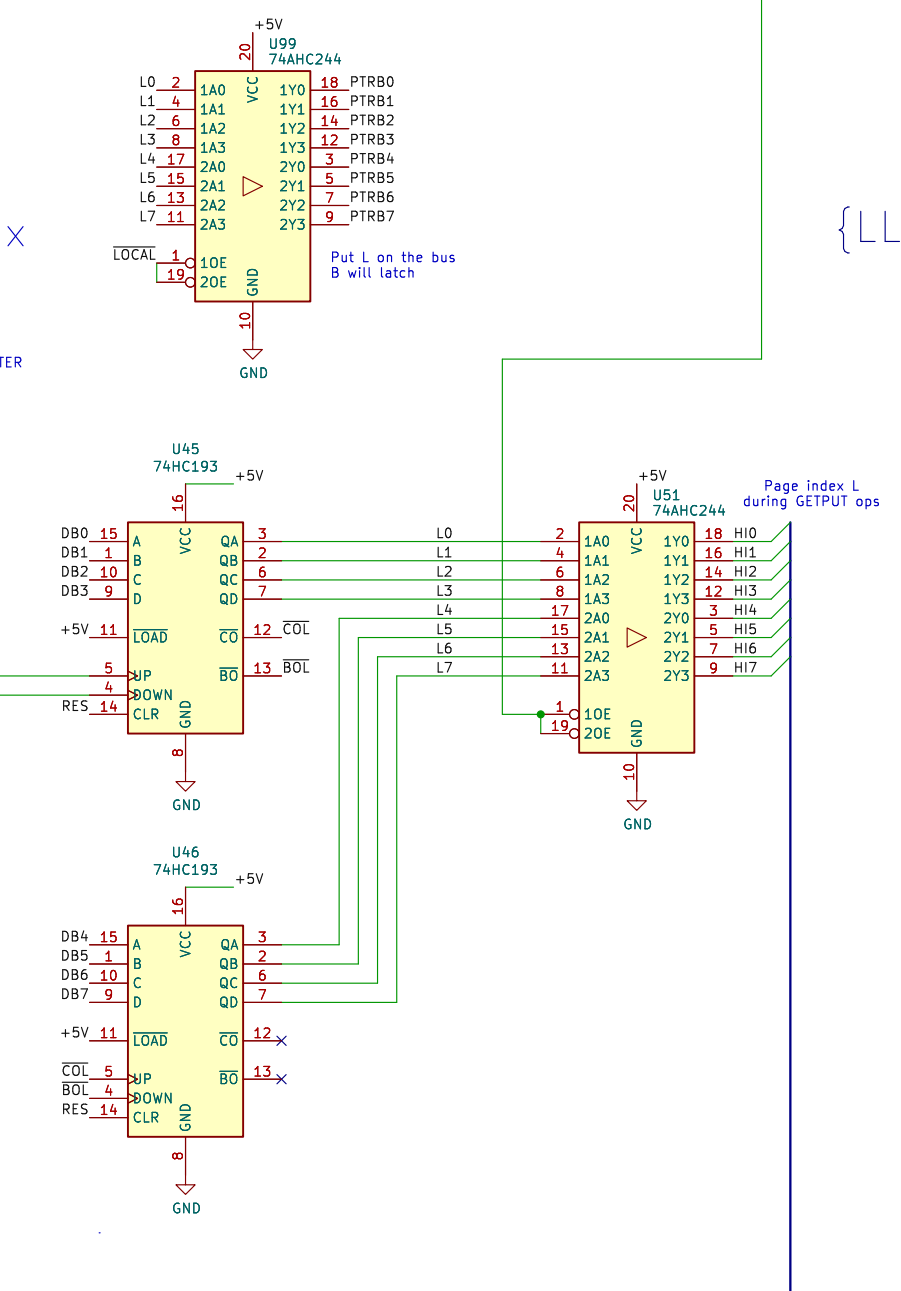 +5V
U99
74AHC244
20
VCC
L0 2 1A0 1Y0 18 PTRB0
L1 4 1A1 1Y1 16 PTRB1
L2 6 1A2 1Y2 14 PTRB2
L3 8 1A3 1Y3 12 PTRB3
L4 17 2A0 2Y0 3 PTRB4
L5 15 2A1 2Y1 5 PTRB5
L6 13 2A2 2Y2 7 PTRB6
L7 11 2A3 2Y3 9 PTRB7
LOCAL 1 1OE
19 2OE
GND
10
GND
Put L on the bus
B will latch
X
{LL
TER
U45
74HC193
+5V
16
VCC
DB0 15 A QA 3 L0
DB1 1 B QB 2 L1
DB2 10 C QC 6 L2
DB3 9 D QD 7 L3
L4
+5V 11 LOAD CO 12 COL L5
L6
5 UP BO 13 BOL L7
4 DOWN
RES 14 CLR
GND
8
GND
+5V
U51
74AHC244
20
VCC
2 1A0 1Y0 18 HI0
4 1A1 1Y1 16 HI1
6 1A2 1Y2 14 HI2
8 1A3 1Y3 12 HI3
17 2A0 2Y0 3 HI4
15 2A1 2Y1 5 HI5
13 2A2 2Y2 7 HI6
11 2A3 2Y3 9 HI7
1 1OE
19 2OE
GND
10
GND
Page index L
during GETPUT ops
U46
74HC193
+5V
16
VCC
DB4 15 A QA 3
DB5 1 B QB 2
DB6 10 C QC 6
DB7 9 D QD 7
+5V 11 LOAD CO 12
COL 5 UP BO 13
BOL 4 DOWN
RES 14 CLR
GND
8
GND